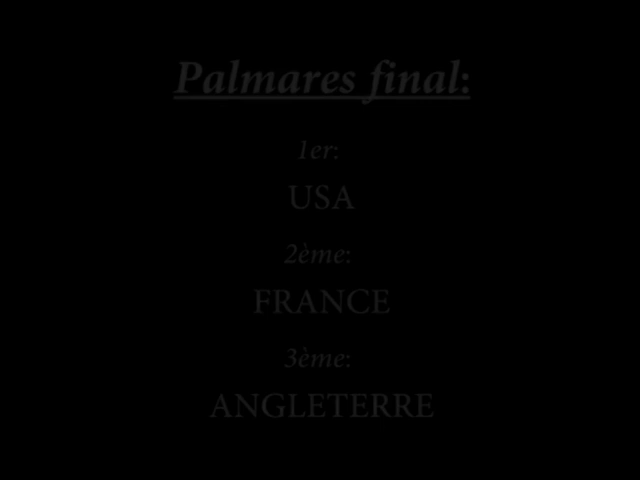 Palmares final:
1er:
USA
2ème:
FRANCE
3ème:
ANGLETERRE